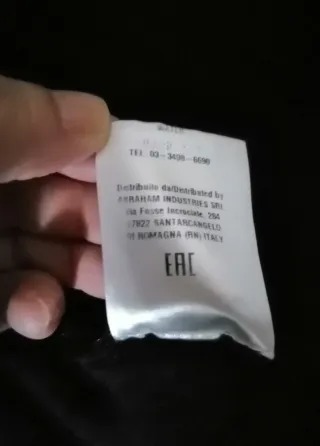 TEL. 03-3498-6690
Distribuito da/Distributed by
ABRAHAM INDUSTRIES SRL
Via Fosse Incrociate, 204
47822 SANTARCANGELO
DI ROMAGNA (RN) ITALY
EAC